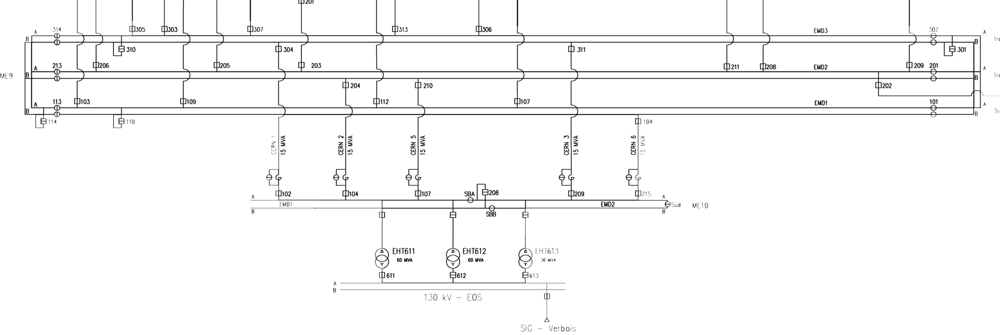 201
305
303
307
313
306
314
A
B
310
304
311
EMD3
302
A
B
301
213
A
B
206
205
203
211
208
EMD2
209
201
A
B
ME9
204
210
202
113
A
B
103
109
112
107
EMD1
101
A
B
114
110
104
CERN 1
15 MVA
CERN 2
15 MVA
CERN 5
15 MVA
CERN 3
15 MVA
CERN 6
15 MVA
102
104
107
SBA
208
209
215
A
EMD1
B
SBB
EMD2
A
B
Sud
ME10
EHT611
60 MVA
EHT612
60 MVA
EHT613
30 MVA
611
612
613
A
B
130 kV - EOS
SIG - Verbois